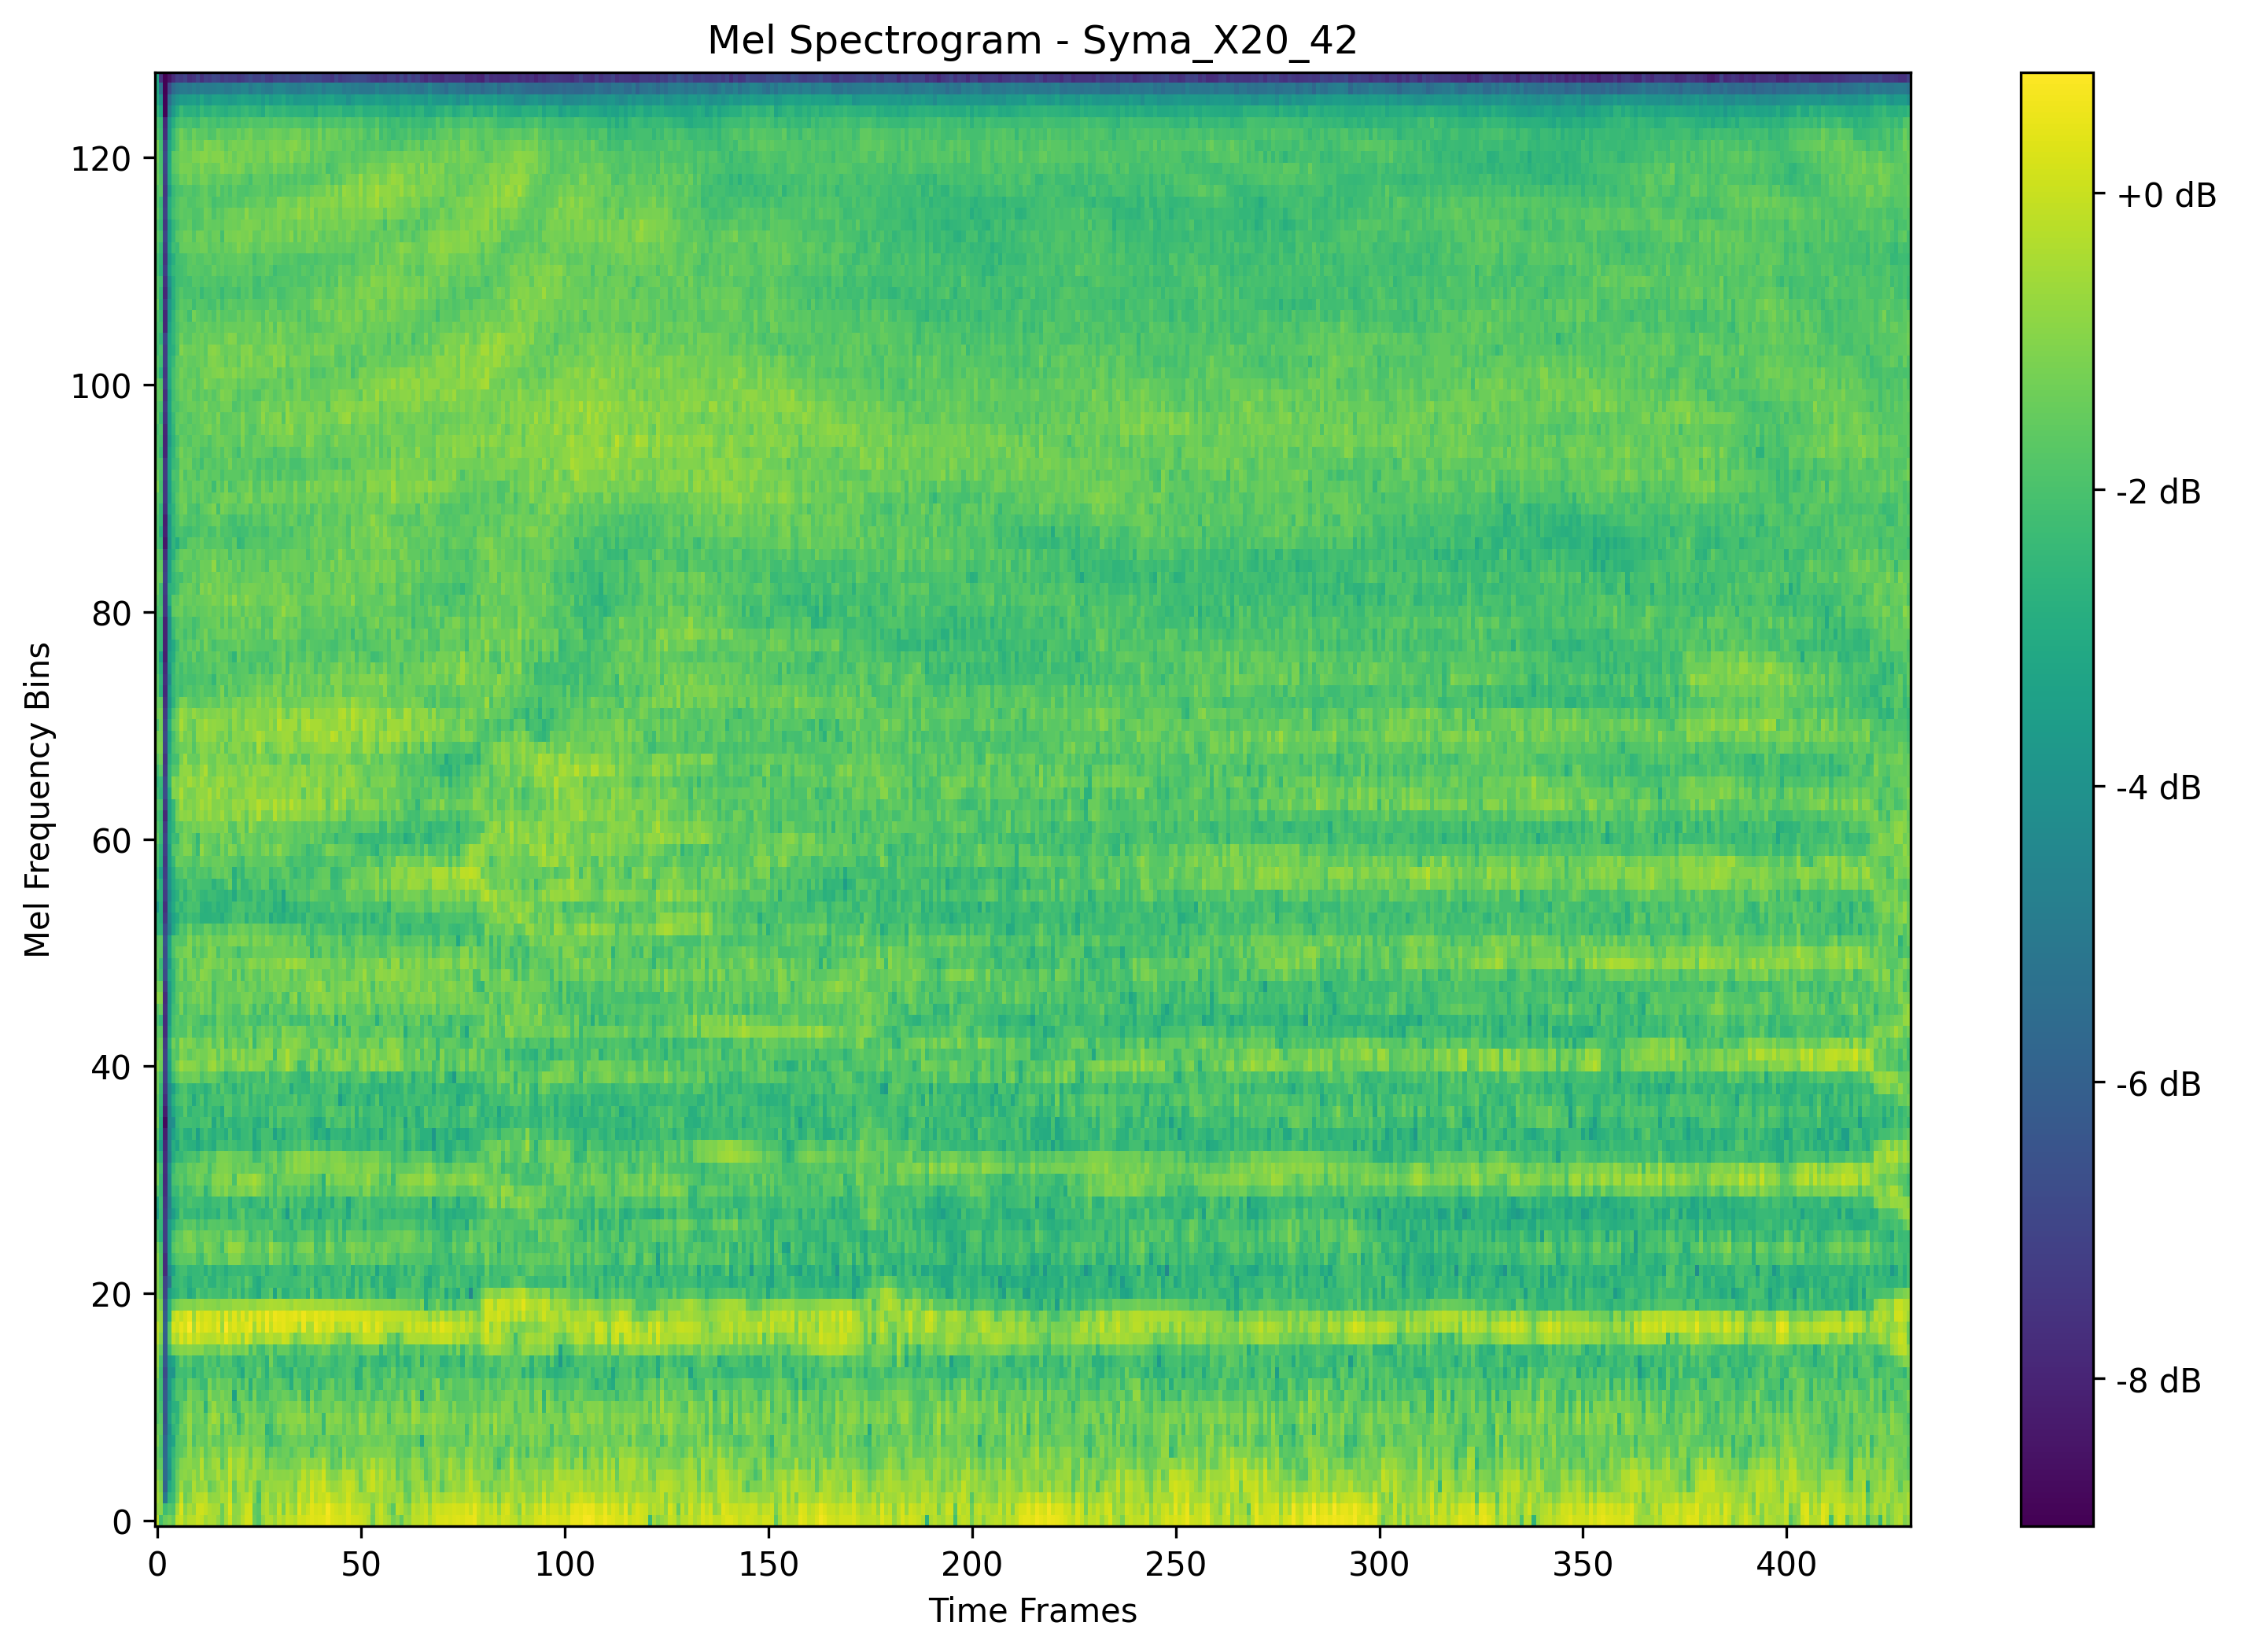 Mel Spectrogram - Syma_X20_42
Mel Frequency Bins
120
100
80
60
40
20
0
0 50 100 150 200 250 300 350 400
Time Frames
+0 dB
-2 dB
-4 dB
-6 dB
-8 dB